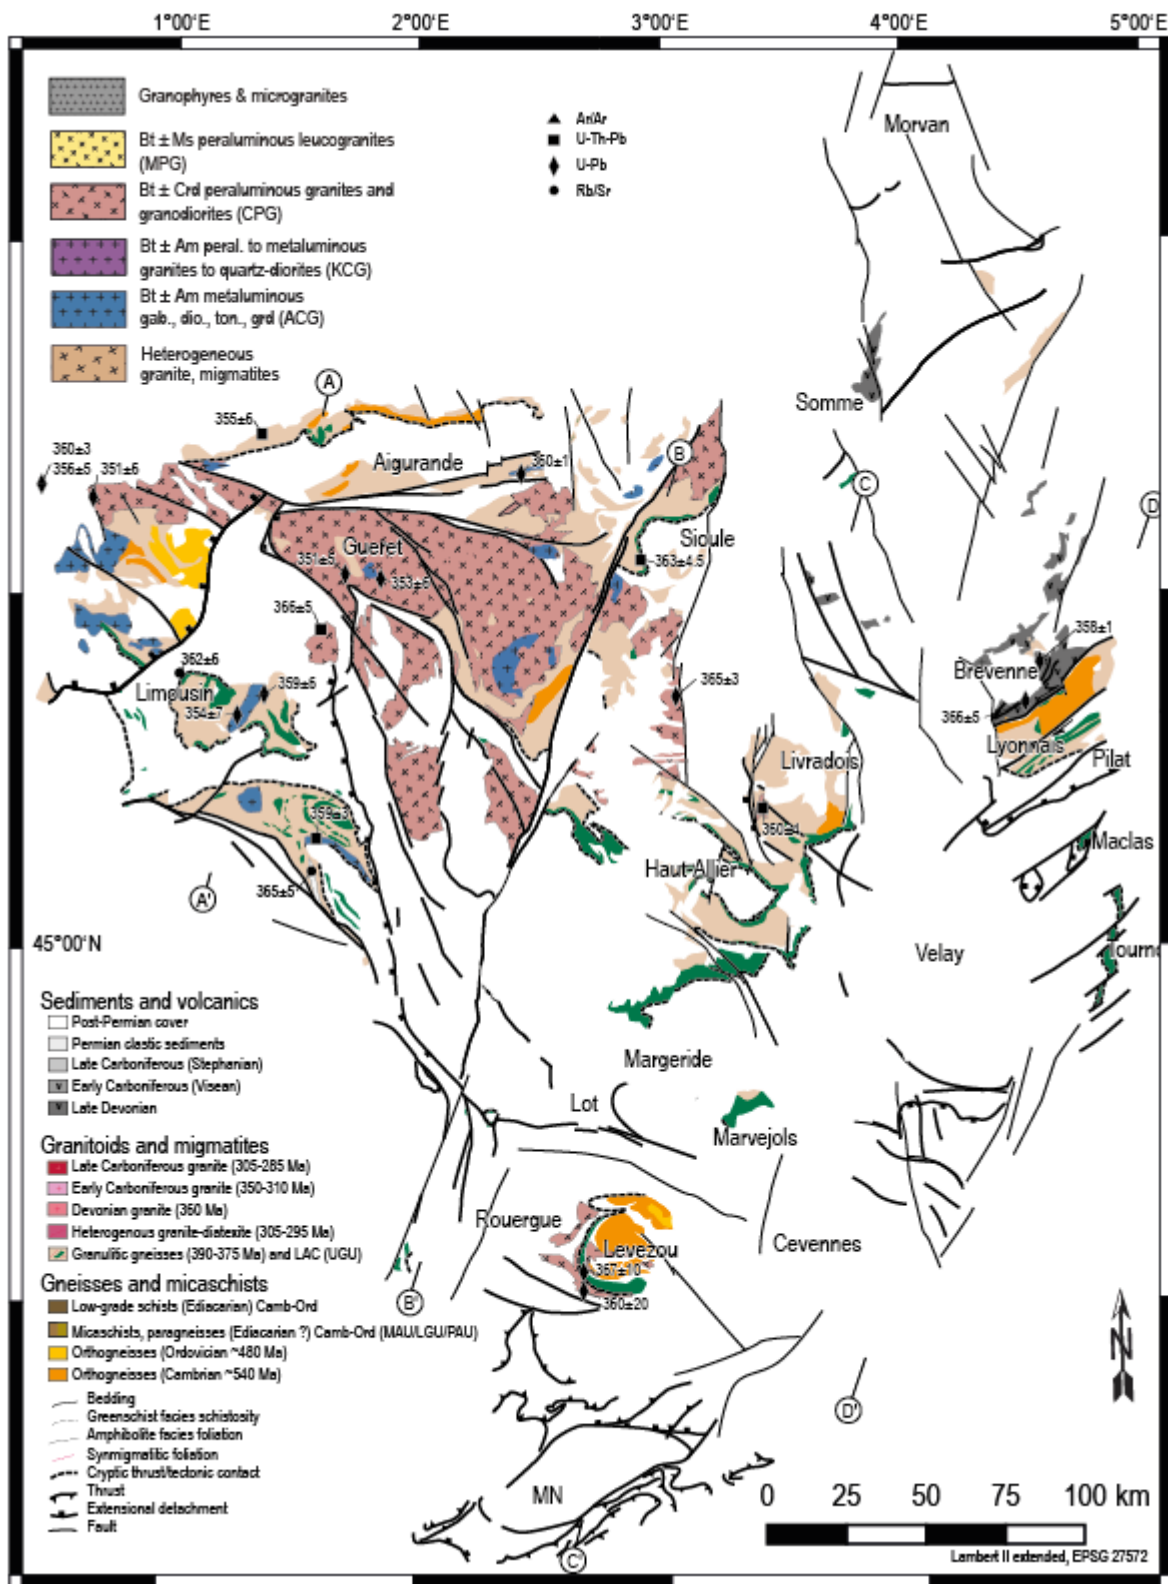 1°00'E 2°00'E 3°00'E 4°00'E 5°00'E
Granophyres & microgranites
Bt ± Ms peraluminous leucogranites
(MPG)
Bt ± Crd peraluminous granites and
granodiorites (CPG)
Bt ± Am peral. to metaluminous
granites to quartz-diorites (KCG)
Bt ± Am metaluminous
gab., dio., ton., grd (ACG)
Heterogeneous
granite, migmatites
Ar/Ar
U-Th-Pb
U-Pb
Rb/Sr
Morvan
A
Somme
355±6
B
360±3
356±5
351±6
Aigurande
360±1
C
D
Sioule
Gueret
351±5
353±6
363±4.5
366±5
358±1
362±6
Brevenne
Limousin
359±6
365±3
354±7
366±5
Lyonnais
Livradois
Pilat
359±3
360±4
Maclas
Haut-Allier
365±5
A'
45°00'N
Velay
Tourno
Sediments and volcanics
Post-Permian cover
Permian clastic sediments
Late Carboniferous (Stephanian)
Early Carboniferous (Visean)
Late Devonian
Margeride
Lot
Marvejols
Granitoids and migmatites
Late Carboniferous granite (305-285 Ma)
Early Carboniferous granite (350-310 Ma)
Devonian granite (360 Ma)
Heterogenous granite-diatexite (305-295 Ma)
Granulitic gneisses (390-375 Ma) and LAC (UGU)
Rouergue
Levezou
Cevennes
367±10
360±20
B'
Gneisses and micaschists
Low-grade schists (Ediacarian) Camb-Ord
Micaschists, paragneisses (Ediacarian ?) Camb-Ord (MAU/LGU/PAU)
Orthogneisses (Ordovician ~480 Ma)
Orthogneisses (Cambrian ~540 Ma)
Bedding
Greenschist facies schistosity
Amphibolite facies foliation
Synmigmatitic foliation
Cryptic thrust/tectonic contact
Thrust
Extensional detachment
Fault
N
D'
MN
C'
0 25 50 75 100 km
Lambert II extended, EPSG 27572